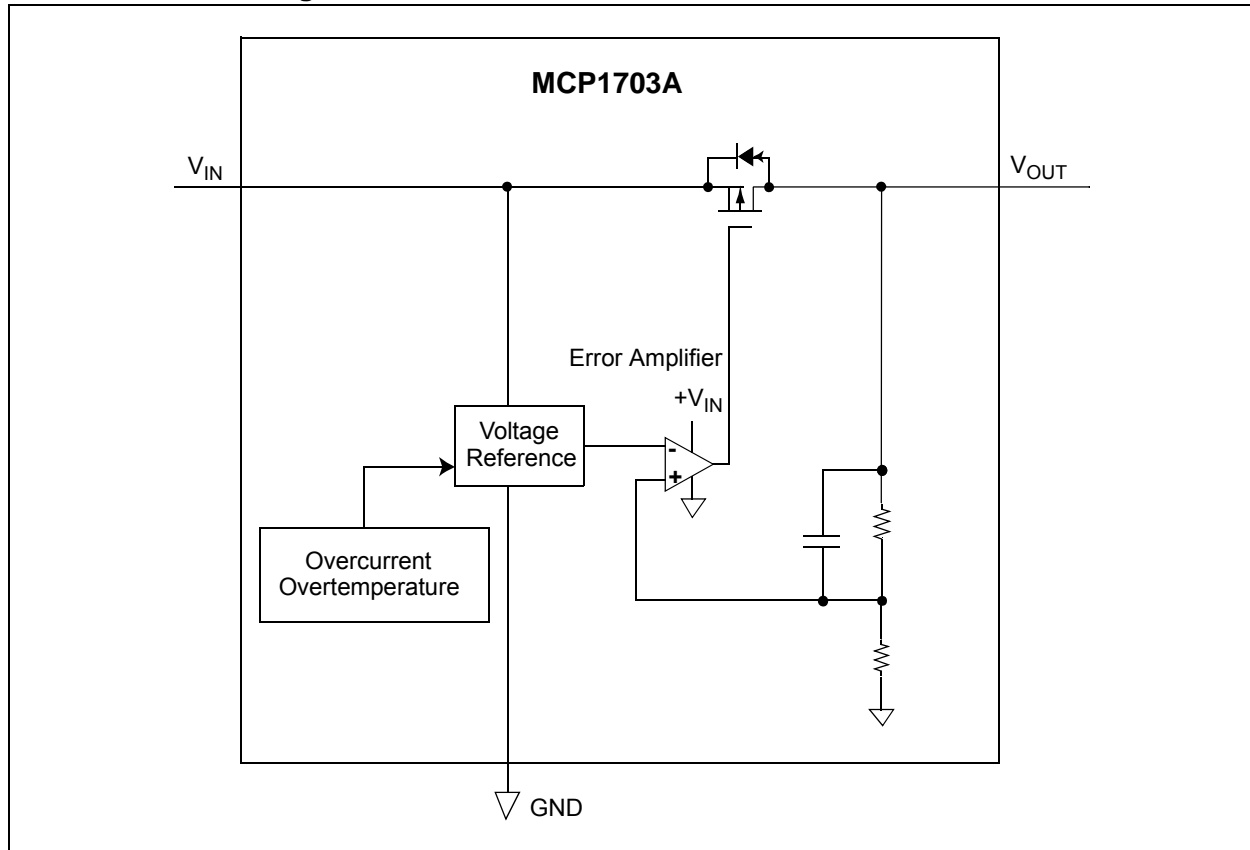 MCP1703A
VIN
VOUT
Error Amplifier
+VIN
Voltage
Reference
-
+
Overcurrent
Overtemperature
GND